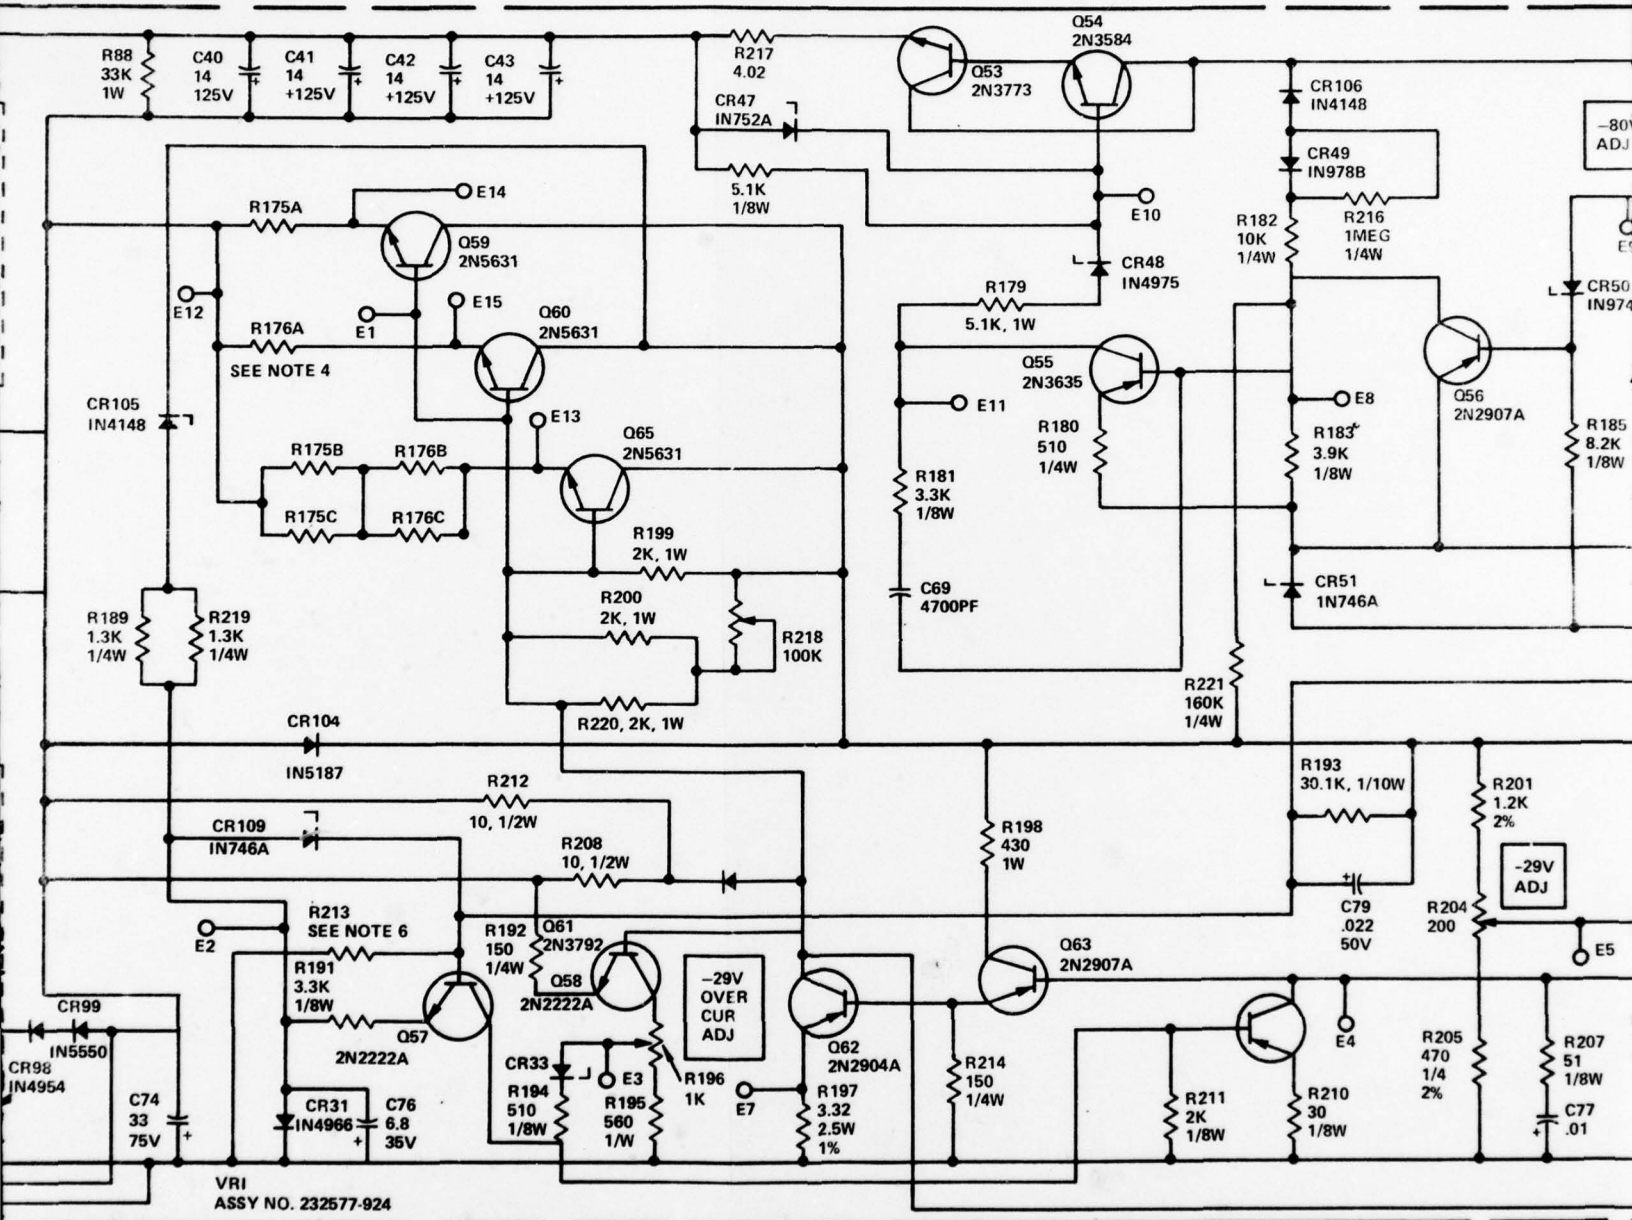 R88
33K
1W
C40
14
125V
C41
14
+125V
C42
14
+125V
C43
14
+125V
R217
4.02
Q53
2N3773
Q54
2N3584
CR47
IN752A
5.1K
1/8W
E10
CR106
IN4148
CR49
IN978B
R216
1MEG
1/4W
R182
10K
1/4W
-80V
ADJ
R175A
E14
Q59
2N5631
E12
E1
E15
Q60
2N5631
R176A
SEE NOTE 4
CR48
IN4975
R179
5.1K, 1W
Q55
2N3635
E11
R180
510
1/4W
R181
3.3K
1/8W
C69
4700PF
E8
R183
3.9K
1/8W
Q56
2N2907A
CR50
IN974
R185
8.2K
1/8W
CR51
1N746A
CR105
IN4148
E13
Q65
2N5631
R175B
R176B
R175C
R176C
R199
2K, 1W
R200
2K, 1W
R218
100K
R220, 2K, 1W
R189
1.3K
1/4W
R219
1.3K
1/4W
R221
160K
1/4W
CR104
IN5187
R212
10, 1/2W
CR109
IN746A
R208
10, 1/2W
R198
430
1W
R193
30.1K, 1/10W
R201
1.2K
2%
-29V
ADJ
C79
.022
50V
R204
200
E5
E2
R213
SEE NOTE 6
R192
150
1/4W
Q61
2N3792
Q58
2N2222A
-29V
OVER
CUR
ADJ
Q63
2N2907A
R191
3.3K
1/8W
Q57
2N2222A
Q62
2N2904A
E4
CR99
IN5550
CR98
IN4954
C74
33
75V
CR31
IN4966
C76
6.8
35V
CR33
R194
510
1/8W
E3
R195
560
1/W
R196
1K
E7
R197
3.32
2.5W
1%
R214
150
1/4W
R211
2K
1/8W
R210
30
1/8W
R205
470
1/4
2%
R207
51
1/8W
C77
.01
VRI
ASSY NO. 232577-924